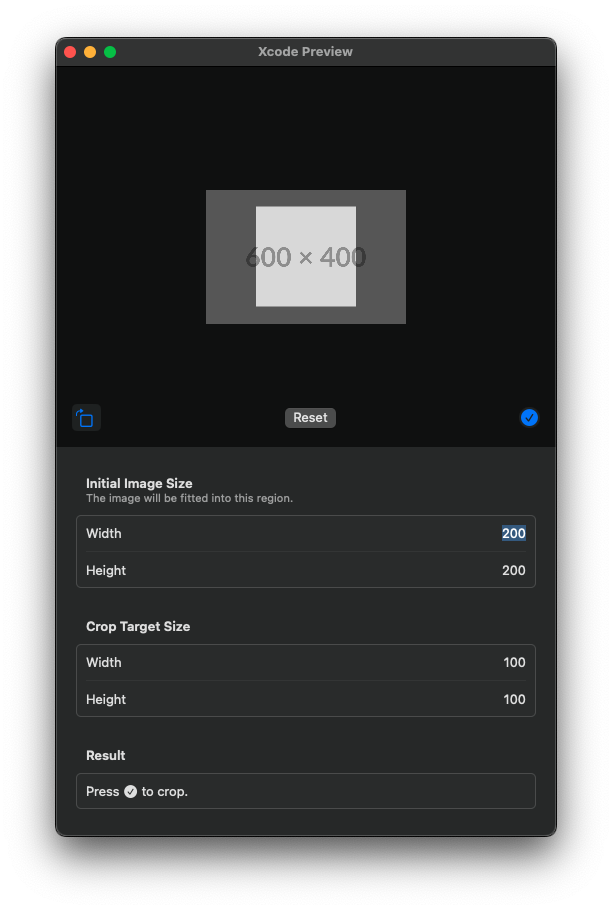 Xcode Preview
600 × 400
Reset
Initial Image Size
The image will be fitted into this region.
Width 200
Height 200
Crop Target Size
Width 100
Height 100
Result
Press to crop.